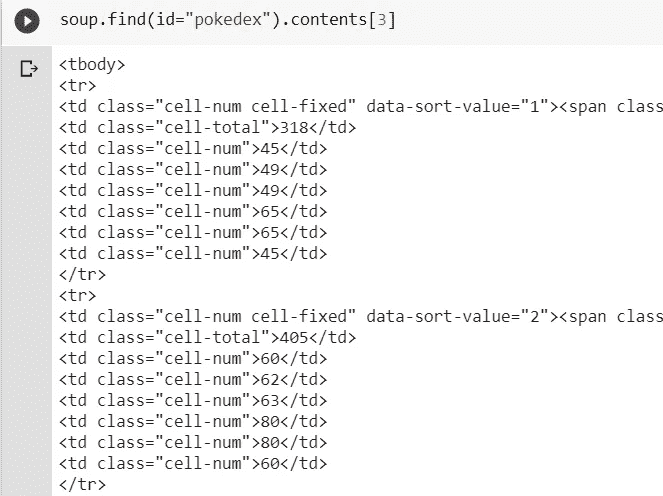 soup.find(id="pokedex").contents[3]
<tbody>
<tr>
<td class="cell-num cell-fixed" data-sort-value="1"><span class
<td class="cell-total">318</td>
<td class="cell-num">45</td>
<td class="cell-num">49</td>
<td class="cell-num">49</td>
<td class="cell-num">65</td>
<td class="cell-num">65</td>
<td class="cell-num">45</td>
</tr>
<tr>
<td class="cell-num cell-fixed" data-sort-value="2"><span class
<td class="cell-total">405</td>
<td class="cell-num">60</td>
<td class="cell-num">62</td>
<td class="cell-num">63</td>
<td class="cell-num">80</td>
<td class="cell-num">80</td>
<td class="cell-num">60</td>
</tr>